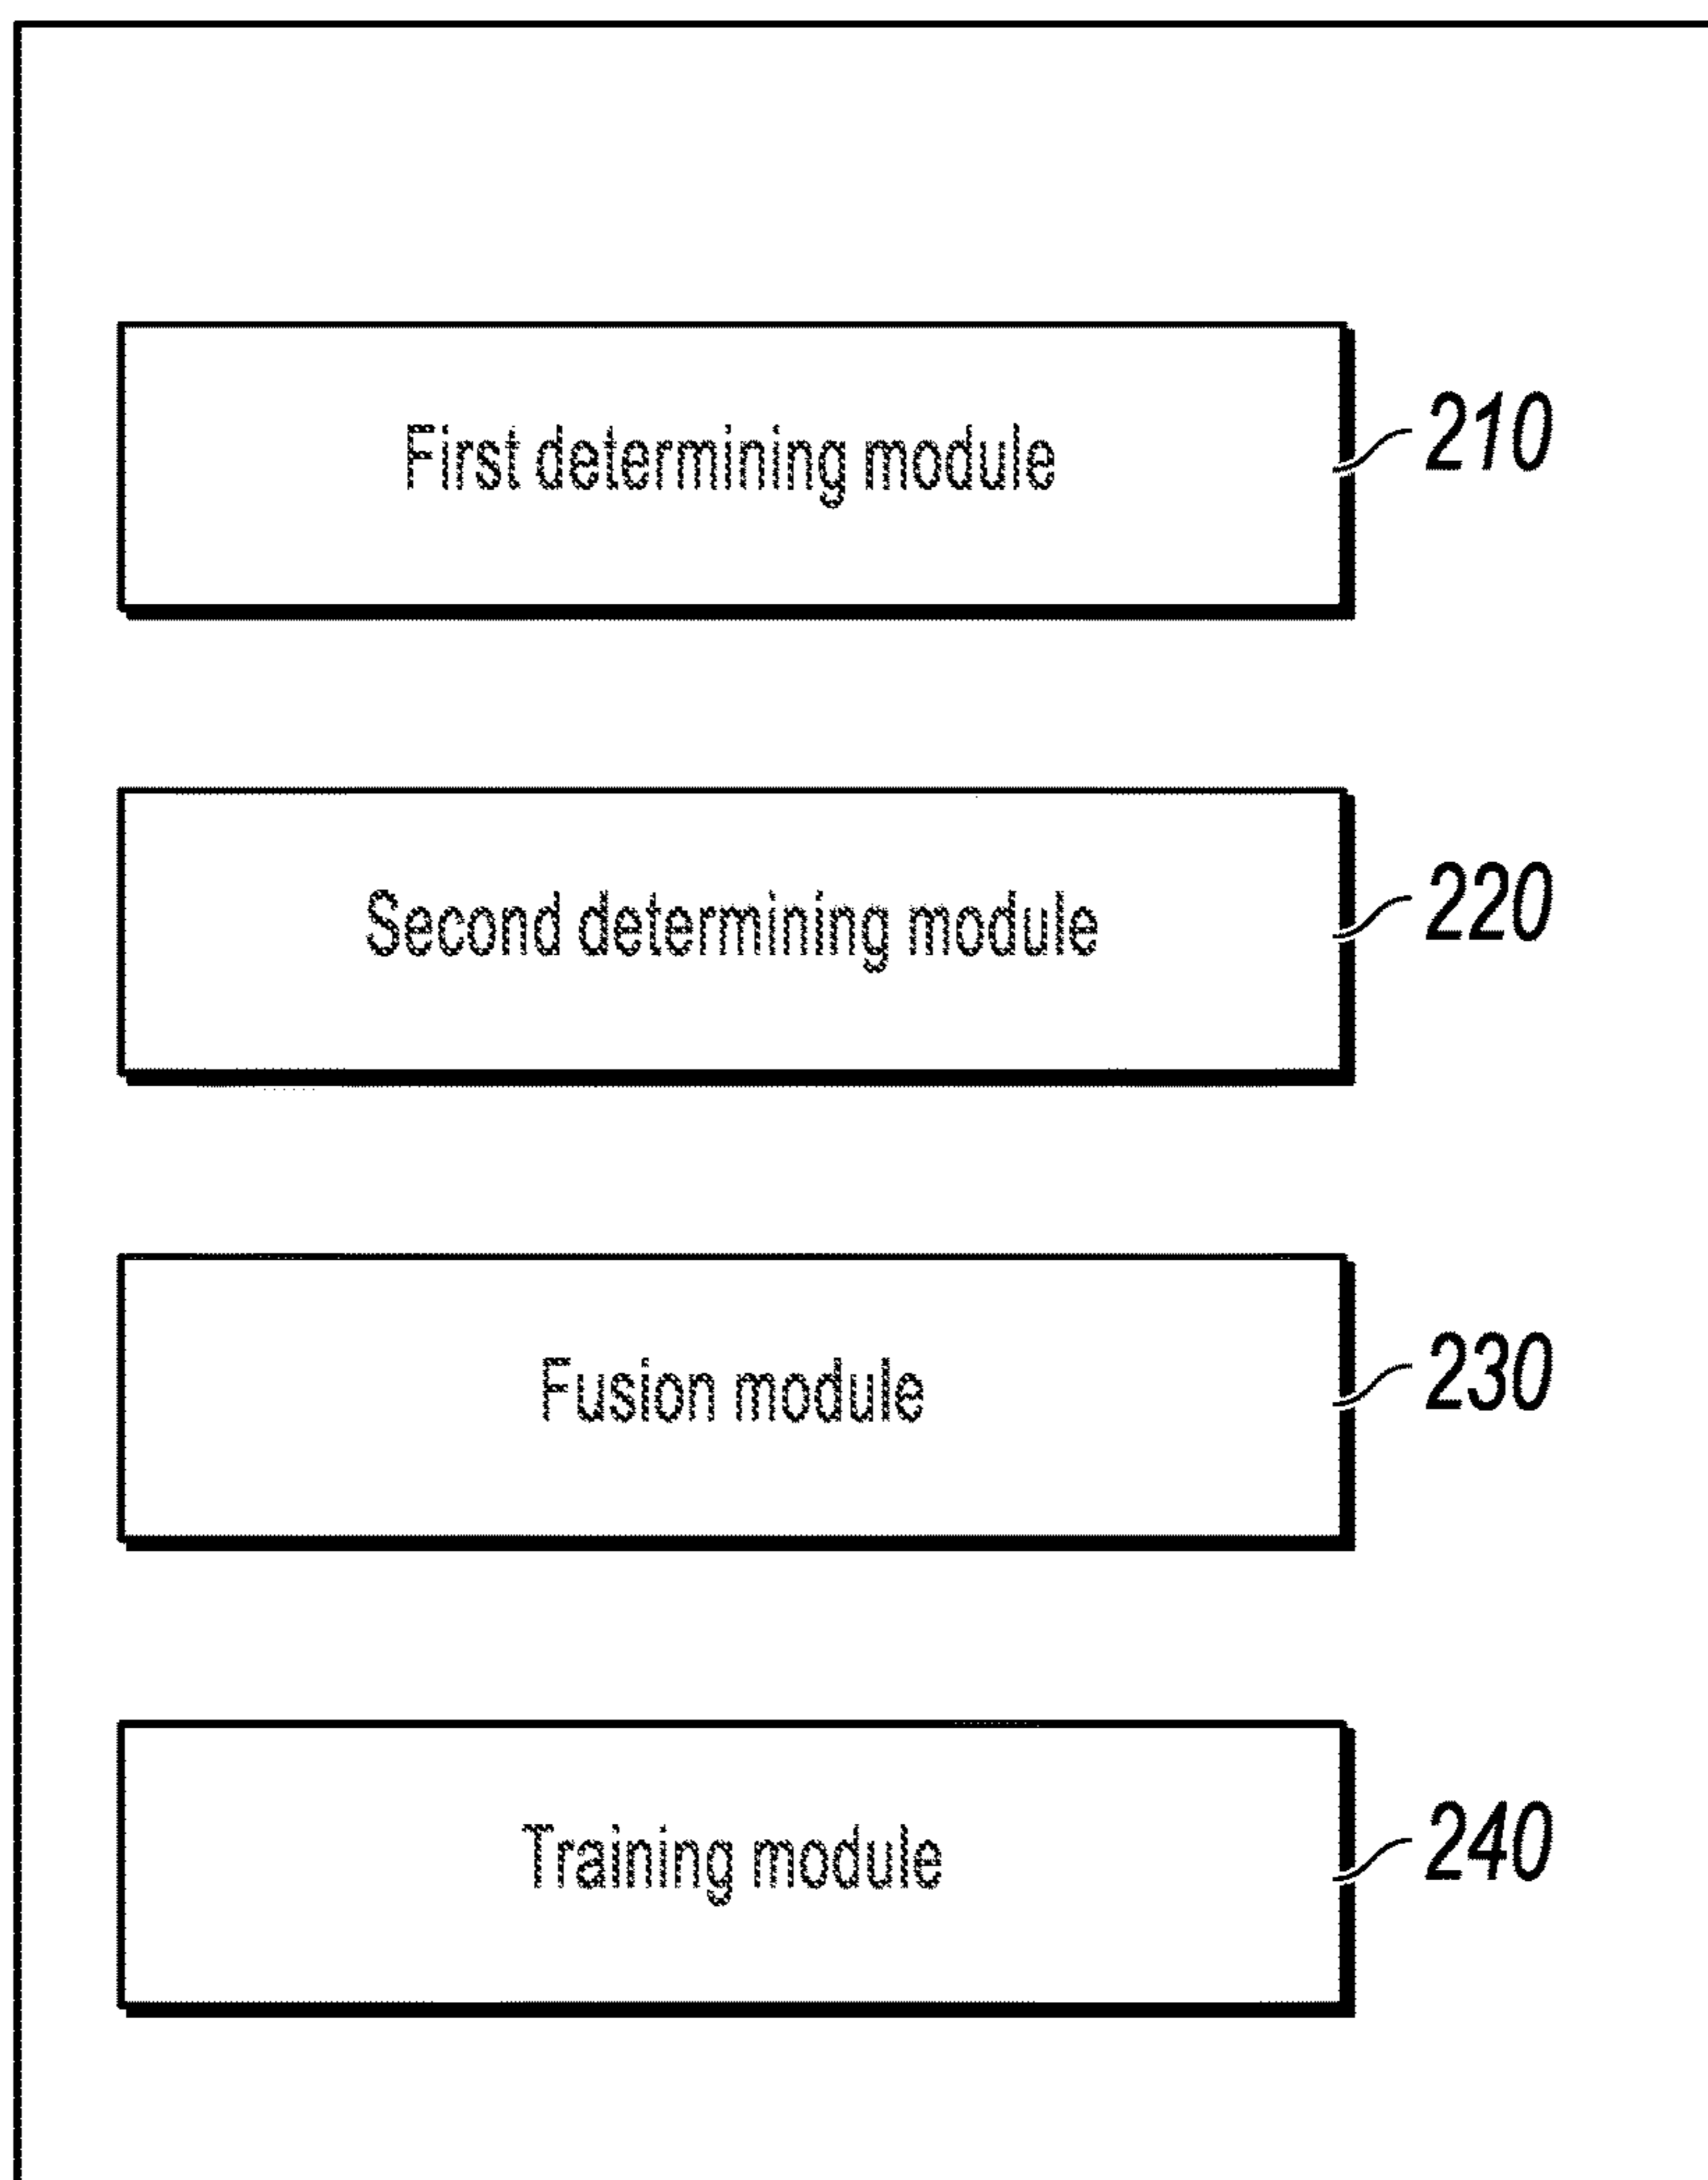 First determining module 210
Second determining module 220
Fusion module 230
Training module 240